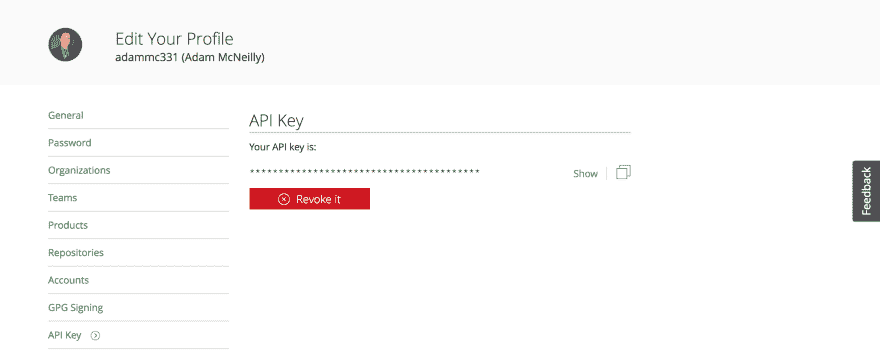 Edit Your Profile
adammc331 (Adam McNeilly)
General
Password
Organizations
Teams
Products
Repositories
Accounts
GPG Signing
API Key
API Key
Your API key is:
****************************************
Show
Revoke it
Feedback